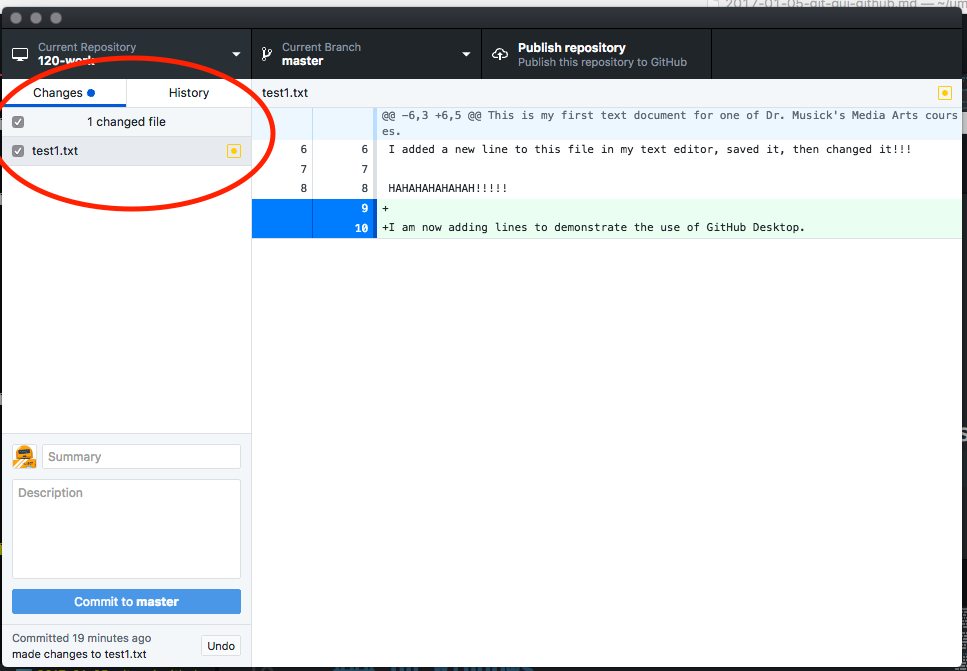 2017-01-05-git-gui-github.md — ~/um
Current Repository
120-work
Current Branch
master
Publish repository
Publish this repository to GitHub
Changes
History
1 changed file
test1.txt
test1.txt
@@ -6,3 +6,5 @@ This is my first text document for one of Dr. Musick's Media Arts cours
es.
6 6 I added a new line to this file in my text editor, saved it, then changed it!!!
7 7
8 8 HAHAHAHAHAHAH!!!!!
9 +
10 +I am now adding lines to demonstrate the use of GitHub Desktop.
Summary
Description
Commit to master
Committed 19 minutes ago
made changes to test1.txt
Undo